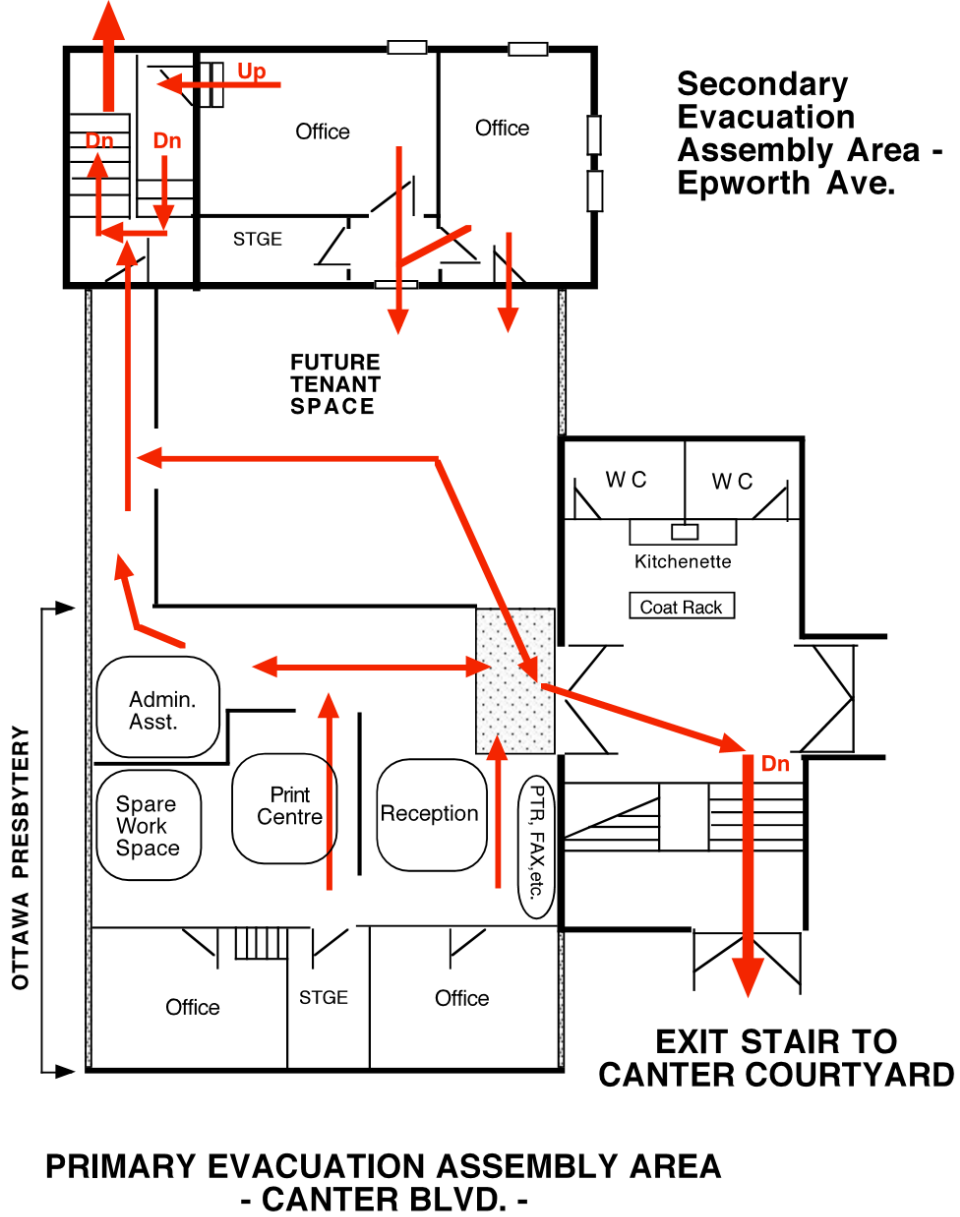 Up
Secondary
Evacuation
Assembly Area -
Epworth Ave.
Office
Office
Dn
Dn
STGE
FUTURE
TENANT
SPACE
W C
W C
Kitchenette
Coat Rack
Admin.
Asst.
OTTAWA PRESBYTERY
Dn
Spare
Work
Space
Print
Centre
Reception
PTR, FAX,etc.
Office
STGE
Office
EXIT STAIR TO
CANTER COURTYARD
PRIMARY EVACUATION ASSEMBLY AREA
- CANTER BLVD. -